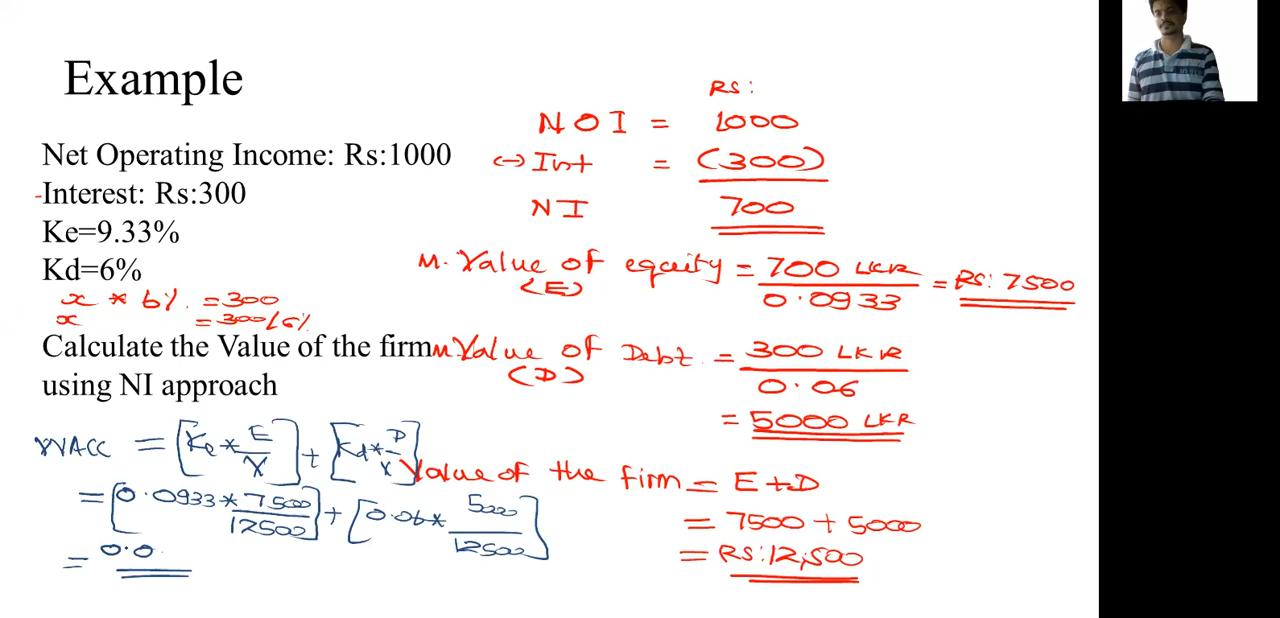 Example
Net Operating Income: Rs:1000
-Interest: Rs:300
Ke=9.33%
Kd=6%
x * 6% = 300
x = 300/6%
Calculate the Value of the firm
using NI approach
RS:
NOI = 1000
(-) Int = (300)
NI 700
M. Value of equity = 700 LKR / 0.0933 = RS: 7500
(E)
M. Value of Debt = 300 LKR / 0.06
(D)
= 5000 LKR
Value of the firm = E+D
= 7500 + 5000
= RS: 12,500
WACC = [Ke * E/V] + [Kd * D/V]
= [0.0933 * 7500/12500] + [0.06 * 5000/12500]
= 0.0